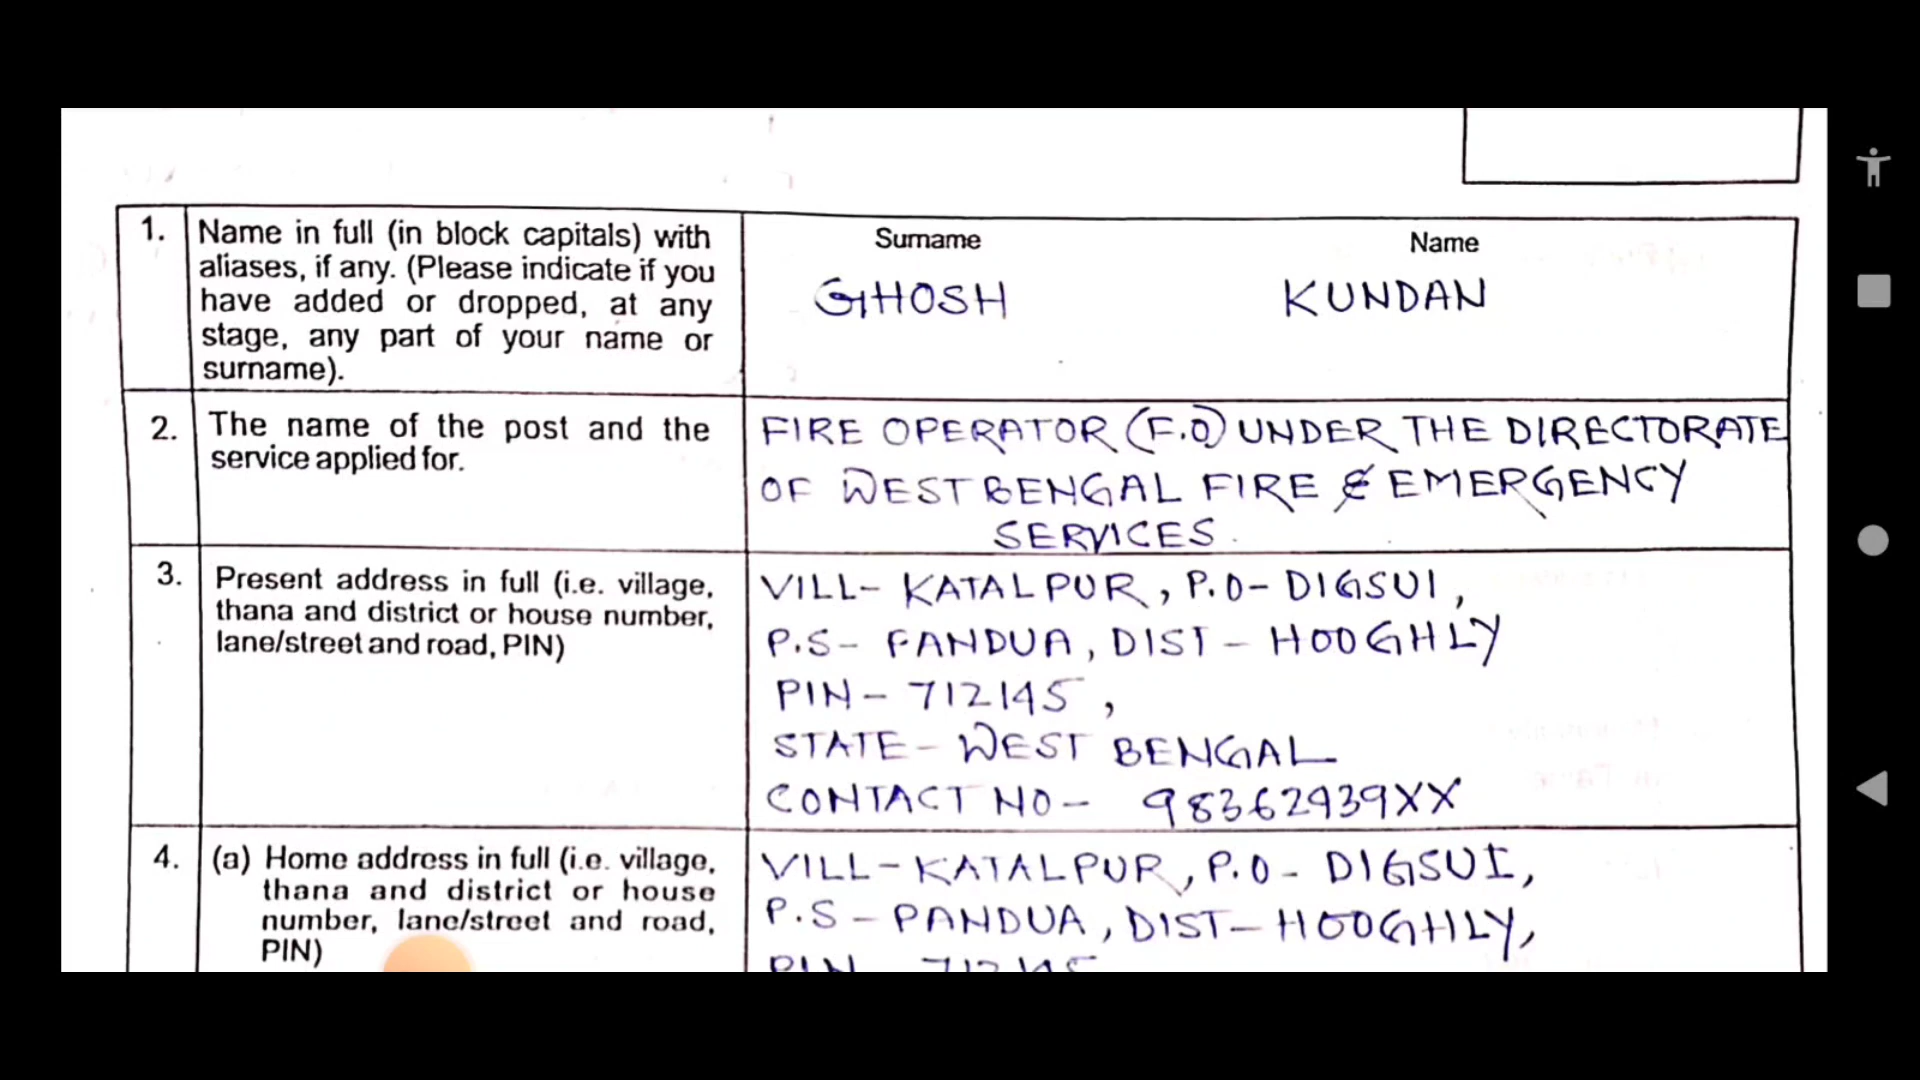 1. Name in full (in block capitals) with
aliases, if any. (Please indicate if you
have added or dropped, at any
stage, any part of your name or
surname).
Surname Name
GHOSH KUNDAN
2. The name of the post and the
service applied for.
FIRE OPERATOR (F.O) UNDER THE DIRECTORATE
OF WEST BENGAL FIRE & EMERGENCY
SERVICES.
3. Present address in full (i.e. village,
thana and district or house number,
lane/street and road, PIN)
VILL- KATALPUR, P.O- DIGSUI,
P.S- PANDUA, DIST - HOOGHLY
PIN - 712145,
STATE - WEST BENGAL
CONTACT NO - 98362939XX
4. (a) Home address in full (i.e. village,
thana and district or house
number, lane/street and road,
PIN)
VILL-KATALPUR, P.O- DIGSUI,
P.S - PANDUA, DIST- HOOGHLY,
PIN - 712145